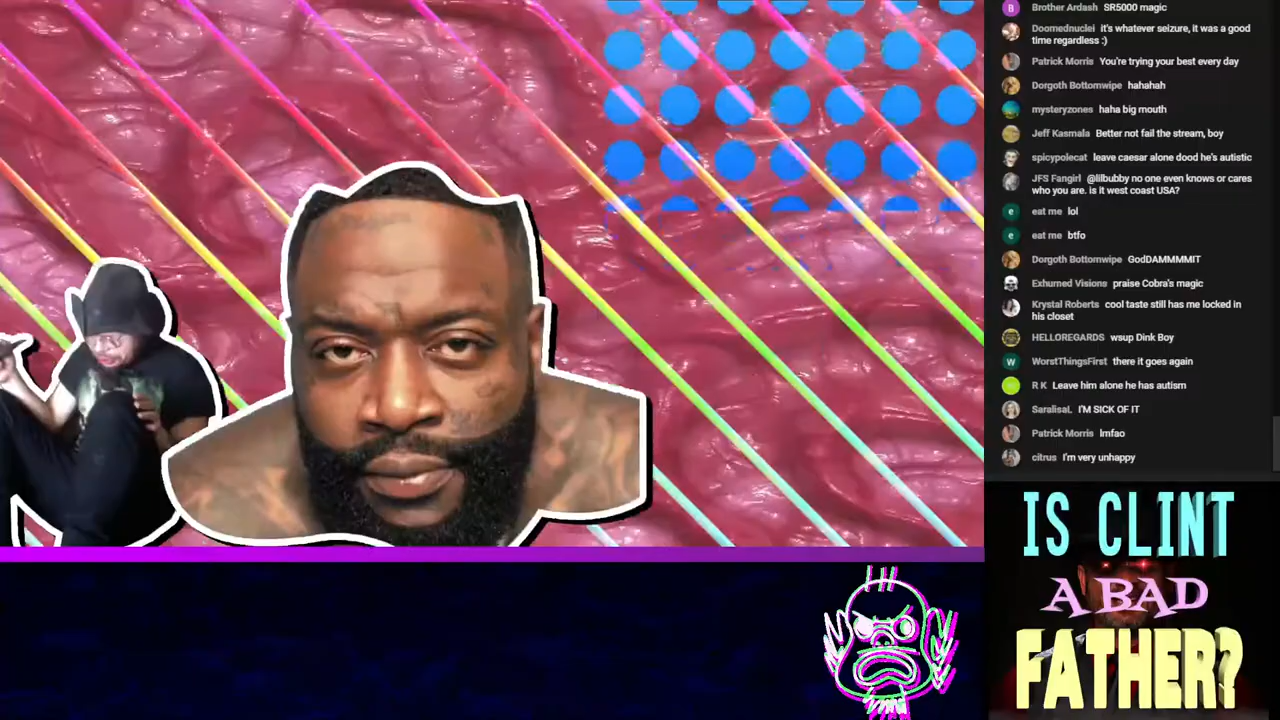 Brother Ardash SR5000 magic
Doomednuclei it's whatever seizure, it was a good
time regardless :)
Patrick Morris You're trying your best every day
Dorgoth Bottomwipe hahahah
mysteryzones haha big mouth
Jeff Kasmala Better not fail the stream, boy
spicypolecat leave caesar alone dood he's autistic
JFS Fangirl @lilbubby no one even knows or cares
who you are. is it west coast USA?
eat me lol
eat me btfo
Dorgoth Bottomwipe GodDAMMMMIT
Exhumed Visions praise Cobra's magic
Krystal Roberts cool taste still has me locked in
his closet
HELLOREGARDS wsup Dink Boy
WorstThingsFirst there it goes again
R K Leave him alone he has autism
SaralisaL I'M SICK OF IT
Patrick Morris lmfao
citrus I'm very unhappy
IS CLINT
A BAD
FATHER?